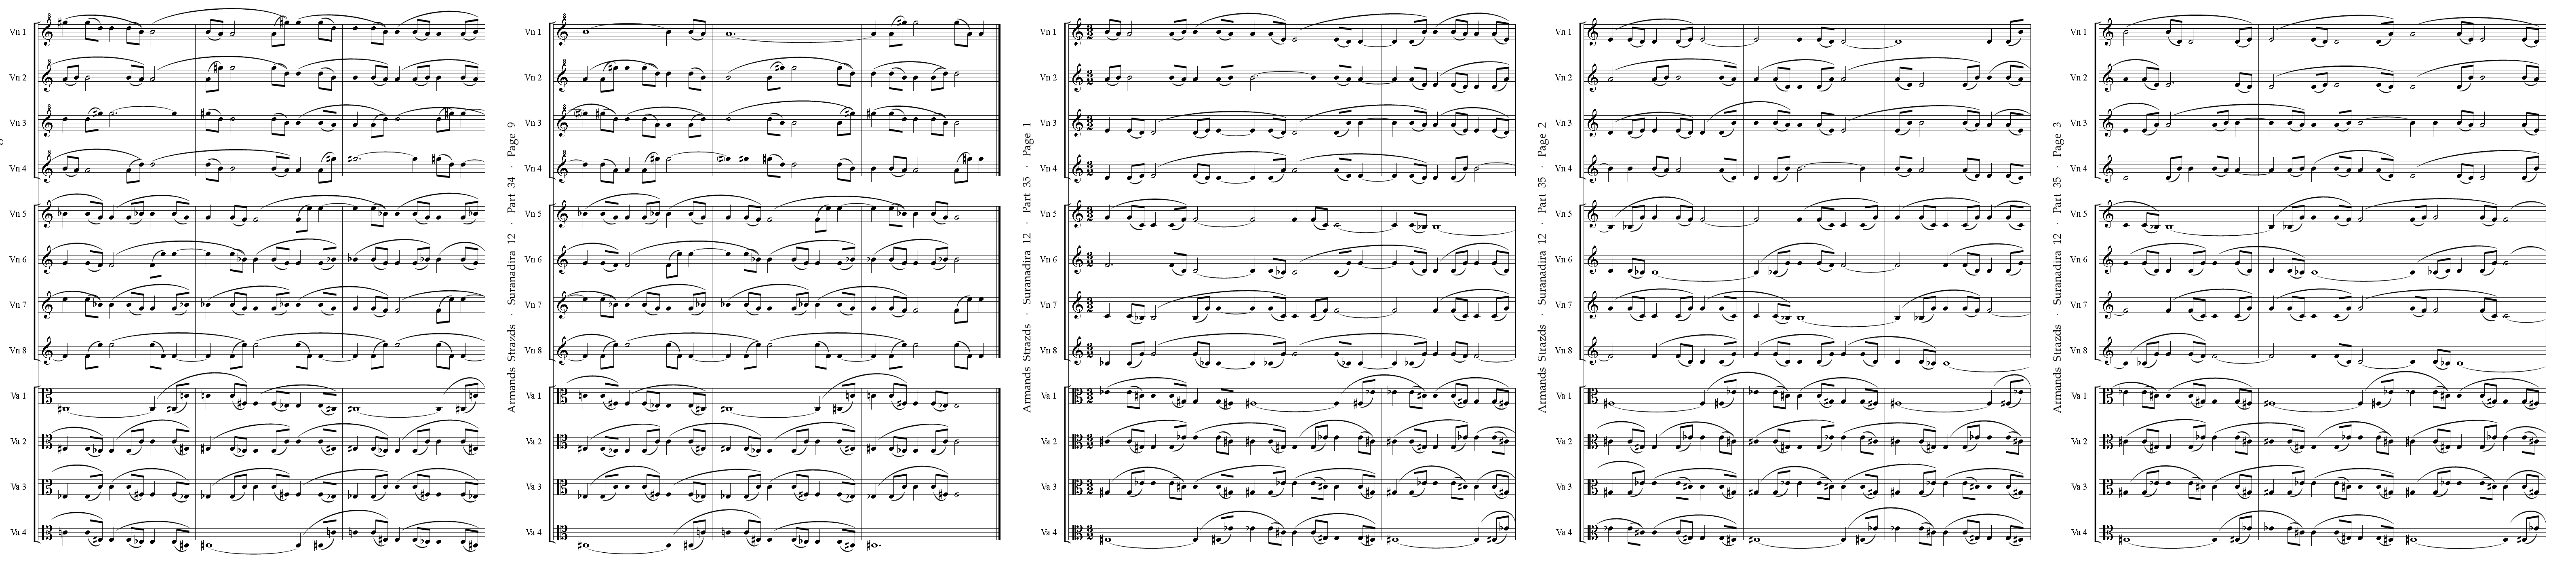 Vn 1
Vn 2
Vn 3
Vn 4
Vn 5
Vn 6
Vn 7
Vn 8
Va 1
Va 2
Va 3
Va 4
Armands Strazds · Suranadira 12 · Part 34 · Page 9
Vn 1
Vn 2
Vn 3
Vn 4
Vn 5
Vn 6
Vn 7
Vn 8
Va 1
Va 2
Va 3
Va 4
Armands Strazds · Suranadira 12 · Part 35 · Page 1
Vn 1
Vn 2
Vn 3
Vn 4
Vn 5
Vn 6
Vn 7
Vn 8
Va 1
Va 2
Va 3
Va 4
Armands Strazds · Suranadira 12 · Part 35 · Page 2
Vn 1
Vn 2
Vn 3
Vn 4
Vn 5
Vn 6
Vn 7
Vn 8
Va 1
Va 2
Va 3
Va 4
Armands Strazds · Suranadira 12 · Part 35 · Page 3
Vn 1
Vn 2
Vn 3
Vn 4
Vn 5
Vn 6
Vn 7
Vn 8
Va 1
Va 2
Va 3
Va 4